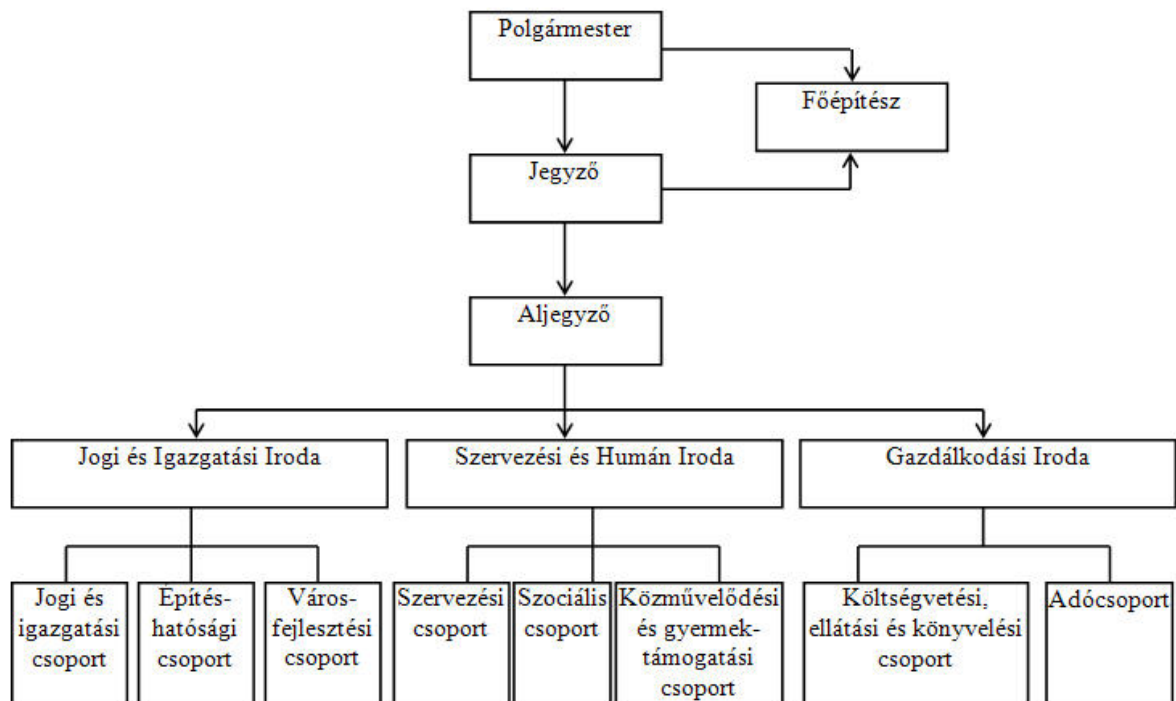 Polgármester
Főépítész
Jegyző
Aljegyző
Jogi és Igazgatási Iroda
Szervezési és Humán Iroda
Gazdálkodási Iroda
Jogi és
igazgatási
csoport
Építés-
hatósági
csoport
Város-
fejlesztési
csoport
Szervezési
csoport
Szociális
csoport
Közművelődési
és gyermek-
támogatási
csoport
Költségvetési,
ellátási és könyvelési
csoport
Adócsoport